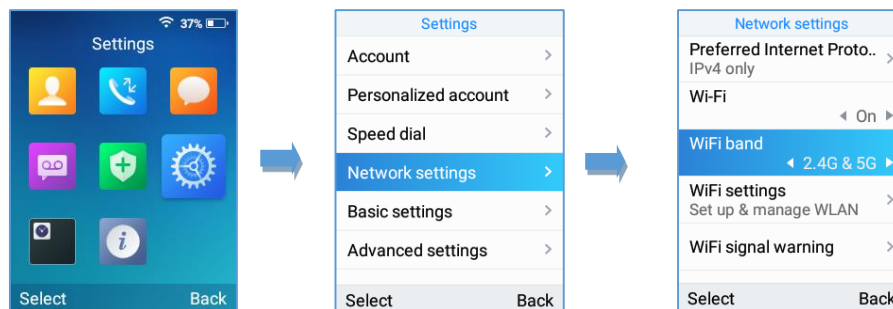 37%
Settings
Select Back
Settings
Account
Personalized account
Speed dial
Network settings
Basic settings
Advanced settings
Select Back
Network settings
Preferred Internet Proto..
IPv4 only
Wi-Fi
On
WiFi band
2.4G & 5G
WiFi settings
Set up & manage WLAN
WiFi signal warning
Select Back